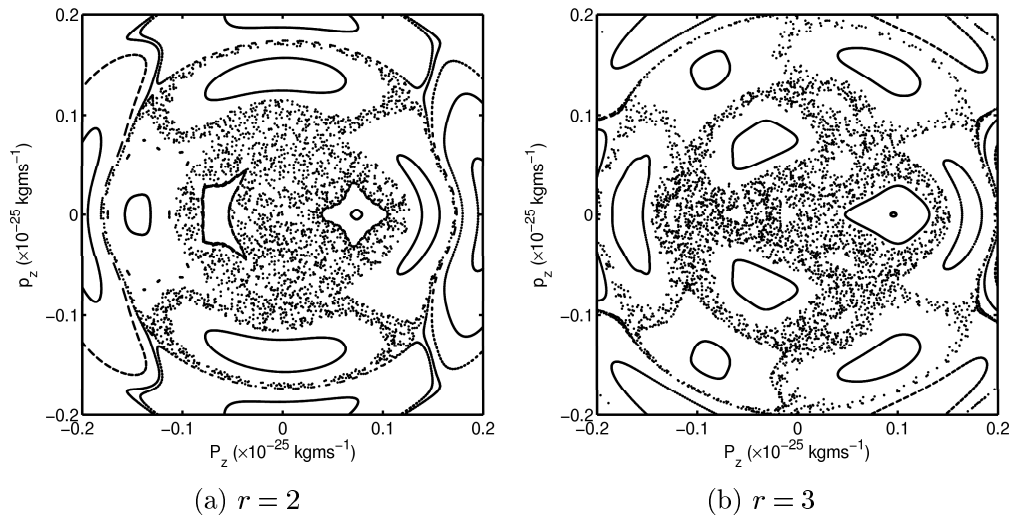 0.2
0.1
0
−0.1
−0.2
p_z (×10^−25 kgms^−1)
−0.2 −0.1 0 0.1 0.2
P_z (×10^−25 kgms^−1)
(a) r = 2
0.2
0.1
0
−0.1
−0.2
p_z (×10^−25 kgms^−1)
−0.2 −0.1 0 0.1 0.2
P_z (×10^−25 kgms^−1)
(b) r = 3